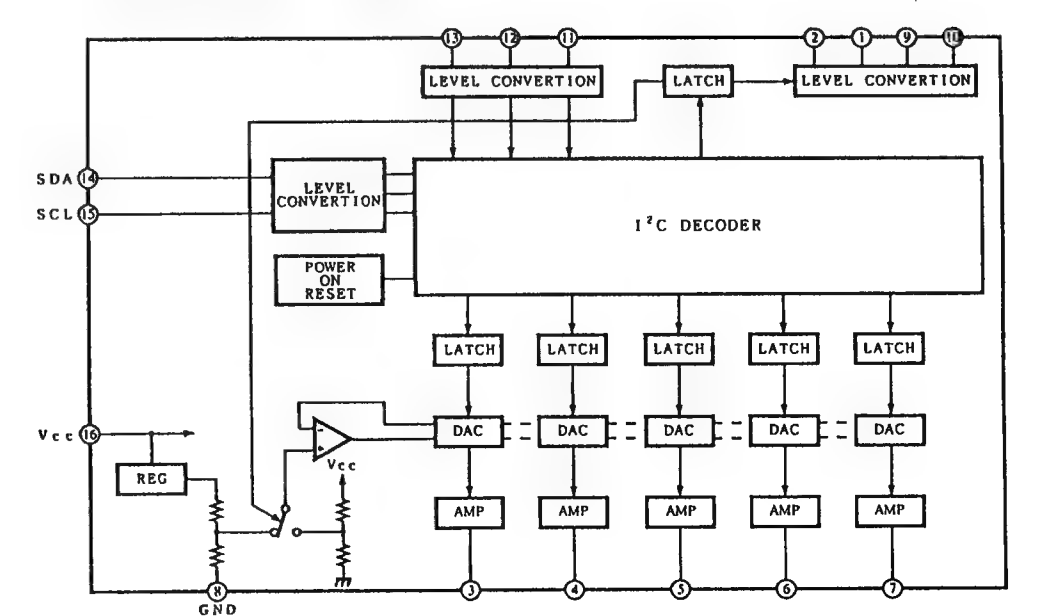 13 12 11 2 1 9 10
LEVEL CONVERTION LATCH LEVEL CONVERTION
SDA 14
LEVEL
CONVERTION
SCL 15
I²C DECODER
POWER
ON
RESET
LATCH LATCH LATCH LATCH LATCH
Vcc 16
- +
DAC DAC DAC DAC DAC
Vcc
REG
AMP AMP AMP AMP AMP
8 3 4 5 6 7
GND